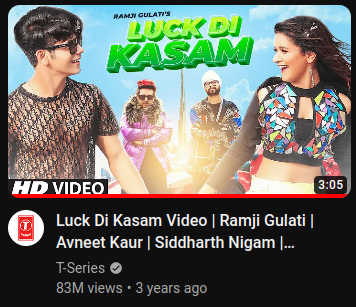 RAMJI GULATI'S
LUCK DI
KASAM
HD VIDEO
3:05
Luck Di Kasam Video | Ramji Gulati |
Avneet Kaur | Siddharth Nigam |...
T-Series
83M views • 3 years ago